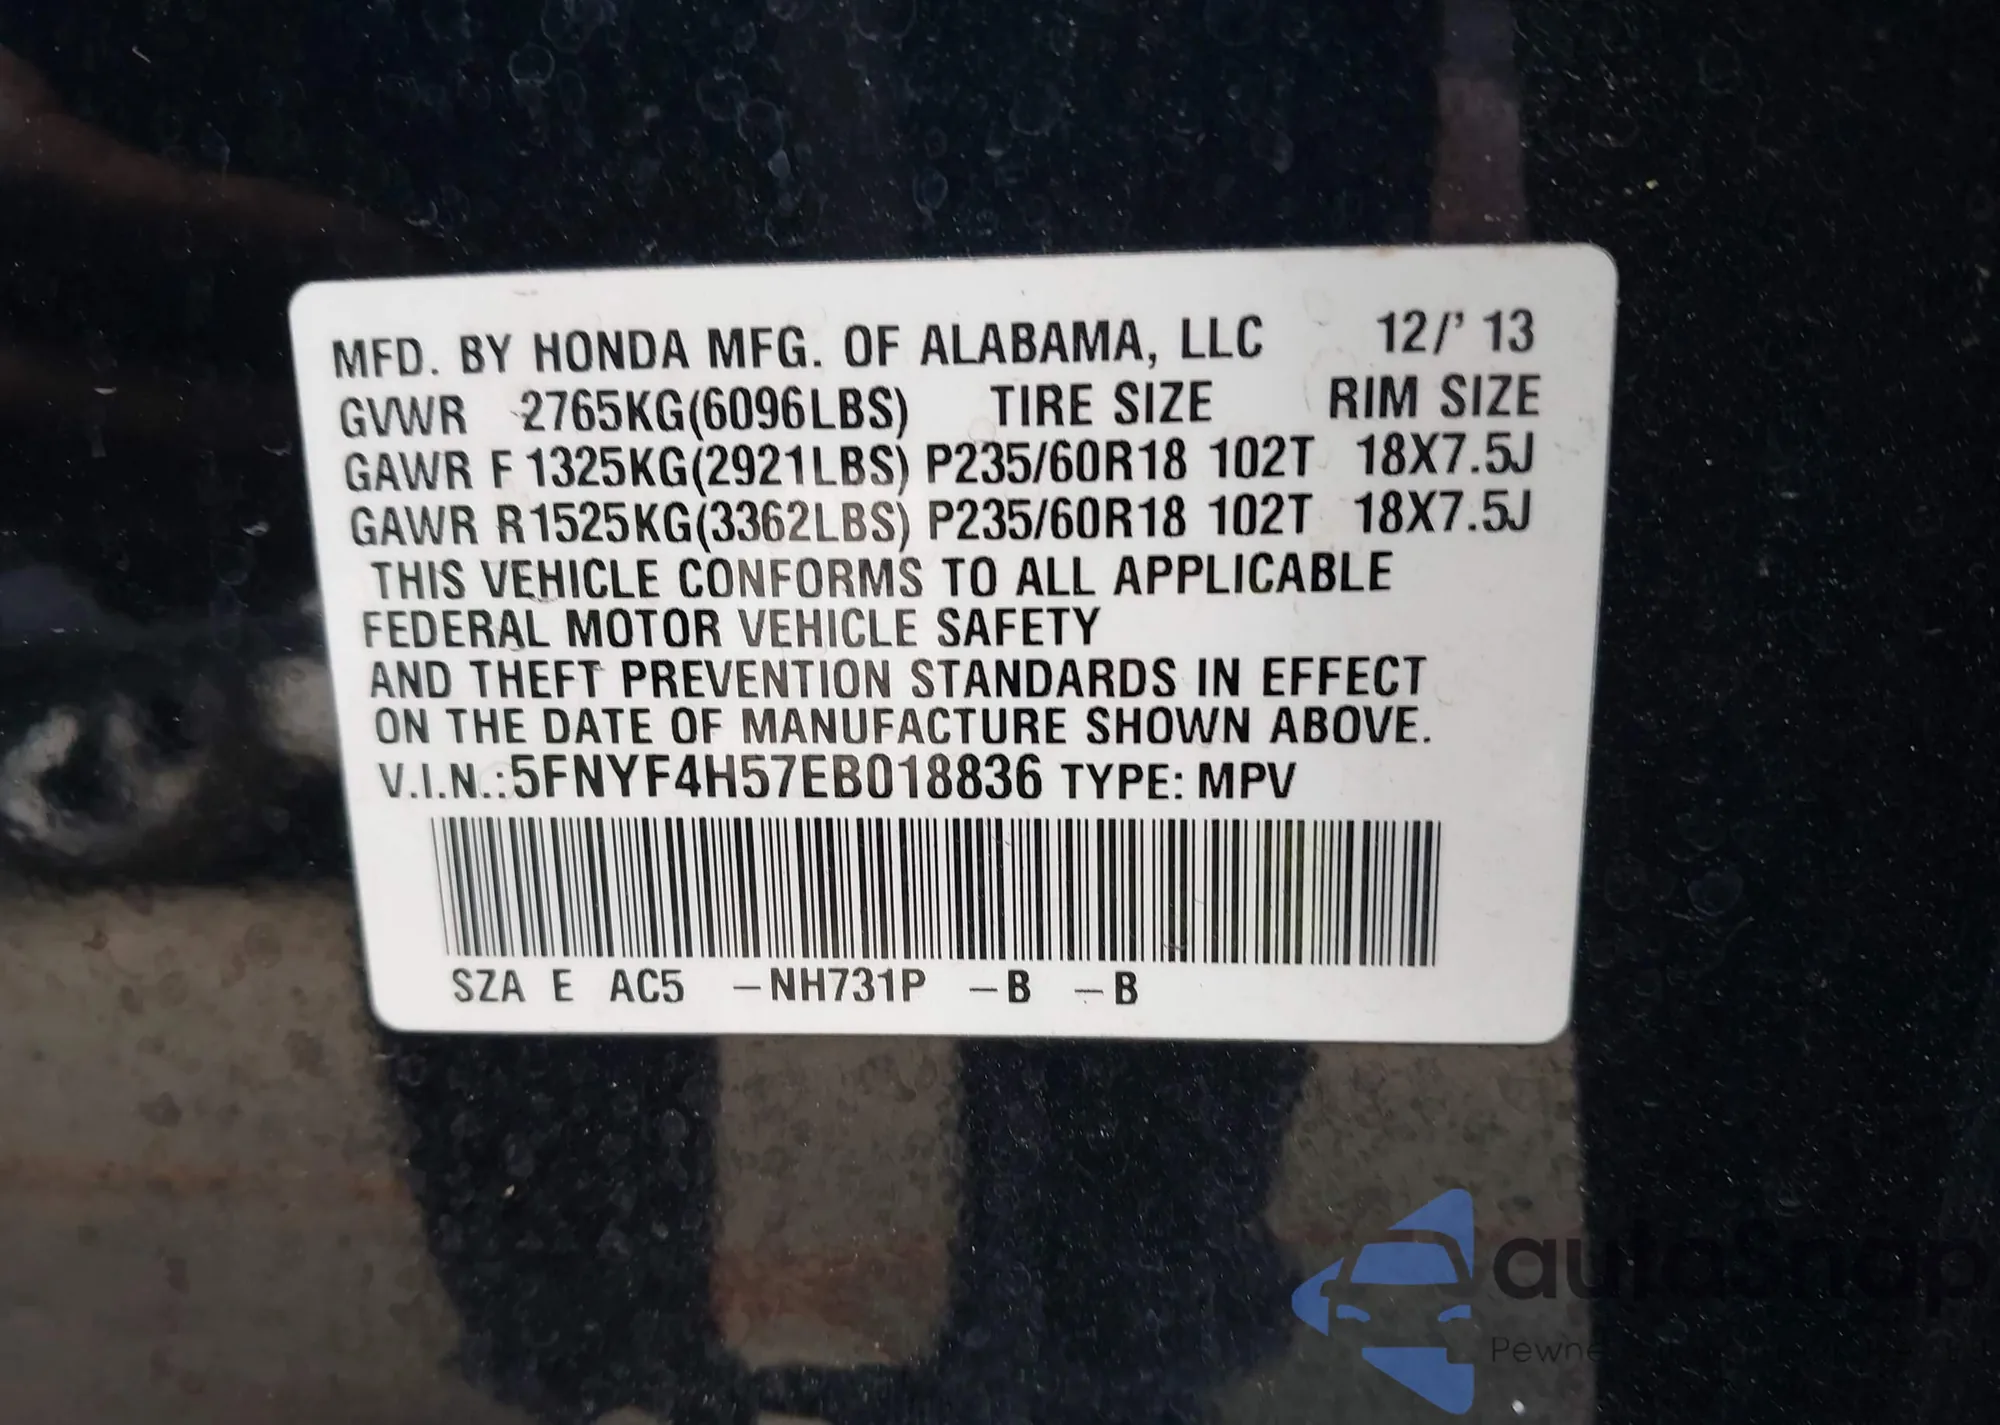 MFD. BY HONDA MFG. OF ALABAMA, LLC 12/' 13
GVWR 2765KG(6096LBS) TIRE SIZE RIM SIZE
GAWR F 1325KG(2921LBS) P235/60R18 102T 18X7.5J
GAWR R 1525KG(3362LBS) P235/60R18 102T 18X7.5J
THIS VEHICLE CONFORMS TO ALL APPLICABLE
FEDERAL MOTOR VEHICLE SAFETY
AND THEFT PREVENTION STANDARDS IN EFFECT
ON THE DATE OF MANUFACTURE SHOWN ABOVE.
V.I.N.:5FNYF4H57EB018836 TYPE: MPV
SZA E AC5 –NH731P –B –B
autoSnap